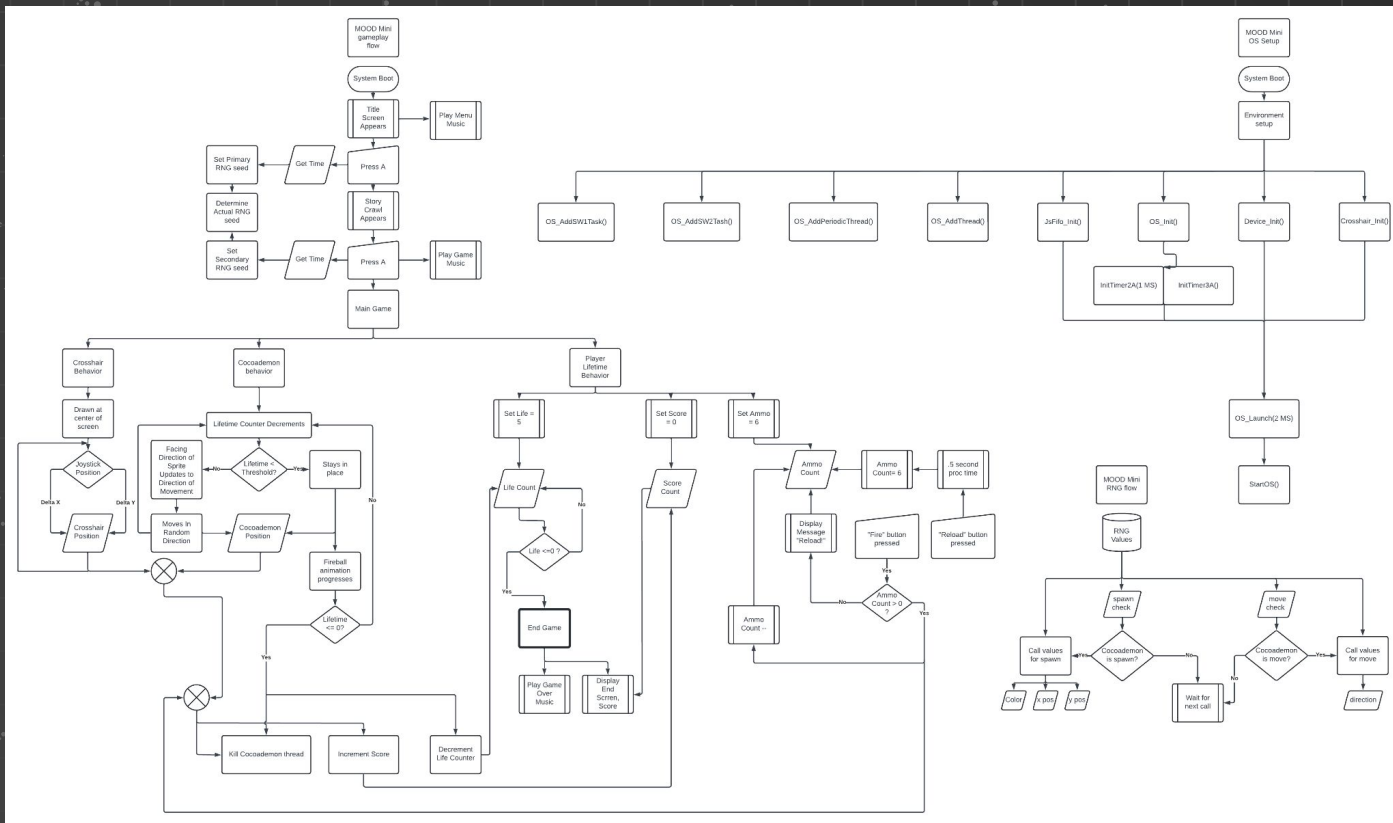 MOOD Mini
gameplay
flow
System Boot
Title
Screen
Appears
Play Menu
Music
Set Primary
RNG seed
Get Time
Press A
Determine
Actual RNG
seed
Story
Crawl
Appears
Set
Secondary
RNG seed
Get Time
Press A
Play Game
Music
Main Game
Crosshair
Behavior
Cocoademon
behavior
Player
Lifetime
Behavior
Drawn at
center of
screen
Lifetime Counter Decrements
Joystick
Position
Delta X
Delta Y
Crosshair
Position
Facing
Direction of
Sprite
Updates to
Direction of
Movement
No
Lifetime <
Threshold?
Yes
Stays in
place
Moves In
Random
Direction
Cocoademon
Position
No
Fireball
animation
progresses
Lifetime
<= 0?
Yes
Kill Cocoademon thread
Increment Score
Decrement
Life Counter
Set Life =
5
Set Score
= 0
Set Ammo
= 6
Life Count
No
Life <=0 ?
Yes
End Game
Play Game
Over
Music
Display
End
Scrren,
Score
Score
Count
Ammo
Count
Ammo
Count= 6
.5 second
proc time
Display
Message
"Reload!"
"Fire" button
pressed
"Reload" button
pressed
Yes
No
Ammo
Count > 0
?
Yes
Ammo
Count --
MOOD Mini
OS Setup
System Boot
Environment
setup
OS_AddSW1Task()
OS_AddSW2Tash()
OS_AddPeriodicThread()
OS_AddThread()
JsFifo_Init()
OS_Init()
Device_Init()
Crosshair_Init()
InitTimer2A(1 MS)
InitTimer3A()
OS_Launch(2 MS)
StartOS()
MOOD Mini
RNG flow
RNG
Values
spawn
check
move
check
Call values
for spawn
Yes
Cocoademon
is spawn?
No
Cocoademon
is move?
Yes
Call values
for move
No
Color
x pos
y pos
Wait for
next call
direction